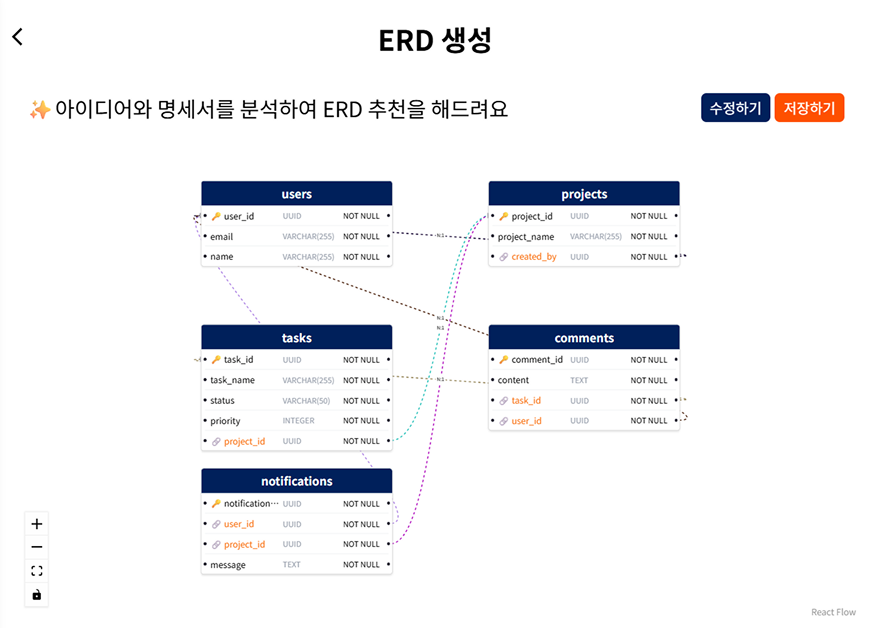 ERD 생성
✨ 아이디어와 명세서를 분석하여 ERD 추천을 해드려요
수정하기 저장하기
users
user_id UUID NOT NULL
email VARCHAR(255) NOT NULL
name VARCHAR(255) NOT NULL
projects
project_id UUID NOT NULL
project_name VARCHAR(255) NOT NULL
created_by UUID NOT NULL
N:1
N:1
N:1
N:1
tasks
task_id UUID NOT NULL
task_name VARCHAR(255) NOT NULL
status VARCHAR(50) NOT NULL
priority INTEGER NOT NULL
project_id UUID NOT NULL
comments
comment_id UUID NOT NULL
content TEXT NOT NULL
task_id UUID NOT NULL
user_id UUID NOT NULL
notifications
notification··· UUID NOT NULL
user_id UUID NOT NULL
project_id UUID NOT NULL
message TEXT NOT NULL
React Flow